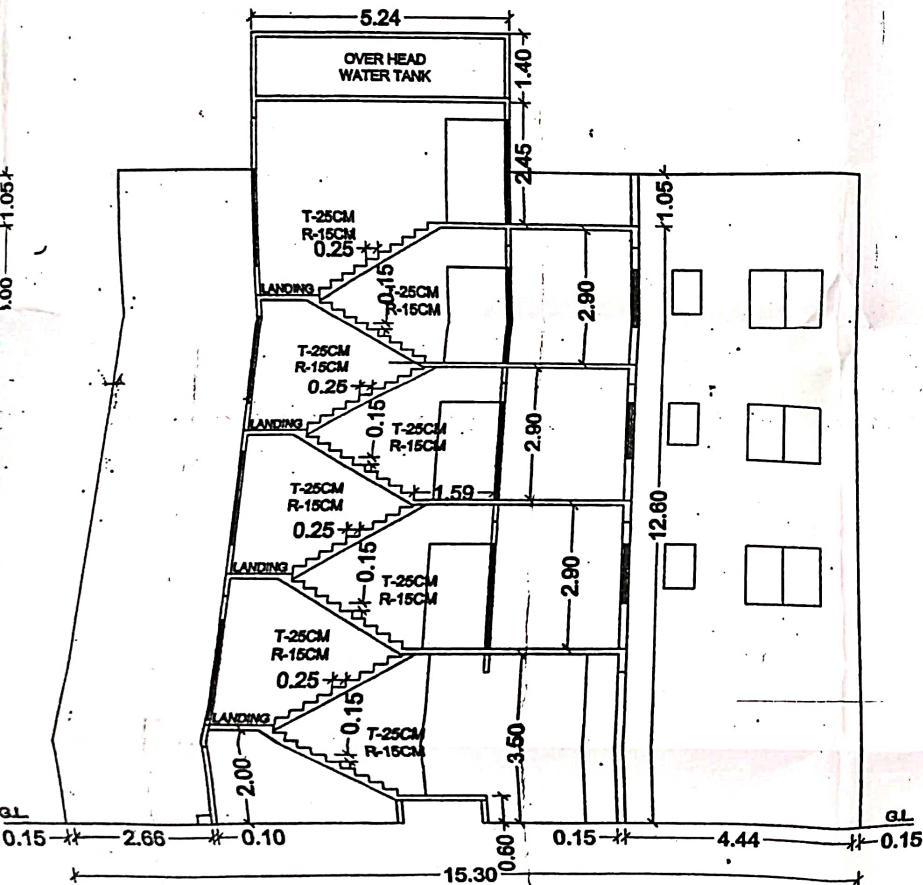 5.24
OVER HEAD
WATER TANK
1.40
2.45
1.05
1.05
T-25CM
R-15CM
0.25
LANDING
0.15
T-25CM
R-15CM
2.90
T-25CM
R-15CM
0.25
LANDING
0.15
T-25CM
R-15CM
2.90
1.59
T-25CM
R-15CM
0.25
LANDING
0.15
T-25CM
R-15CM
2.90
12.60
T-25CM
R-15CM
0.25
LANDING
0.15
T-25CM
R-15CM
2.00
3.50
0.60
G.L
G.L
0.15
2.66
0.10
0.15
4.44
0.15
15.30